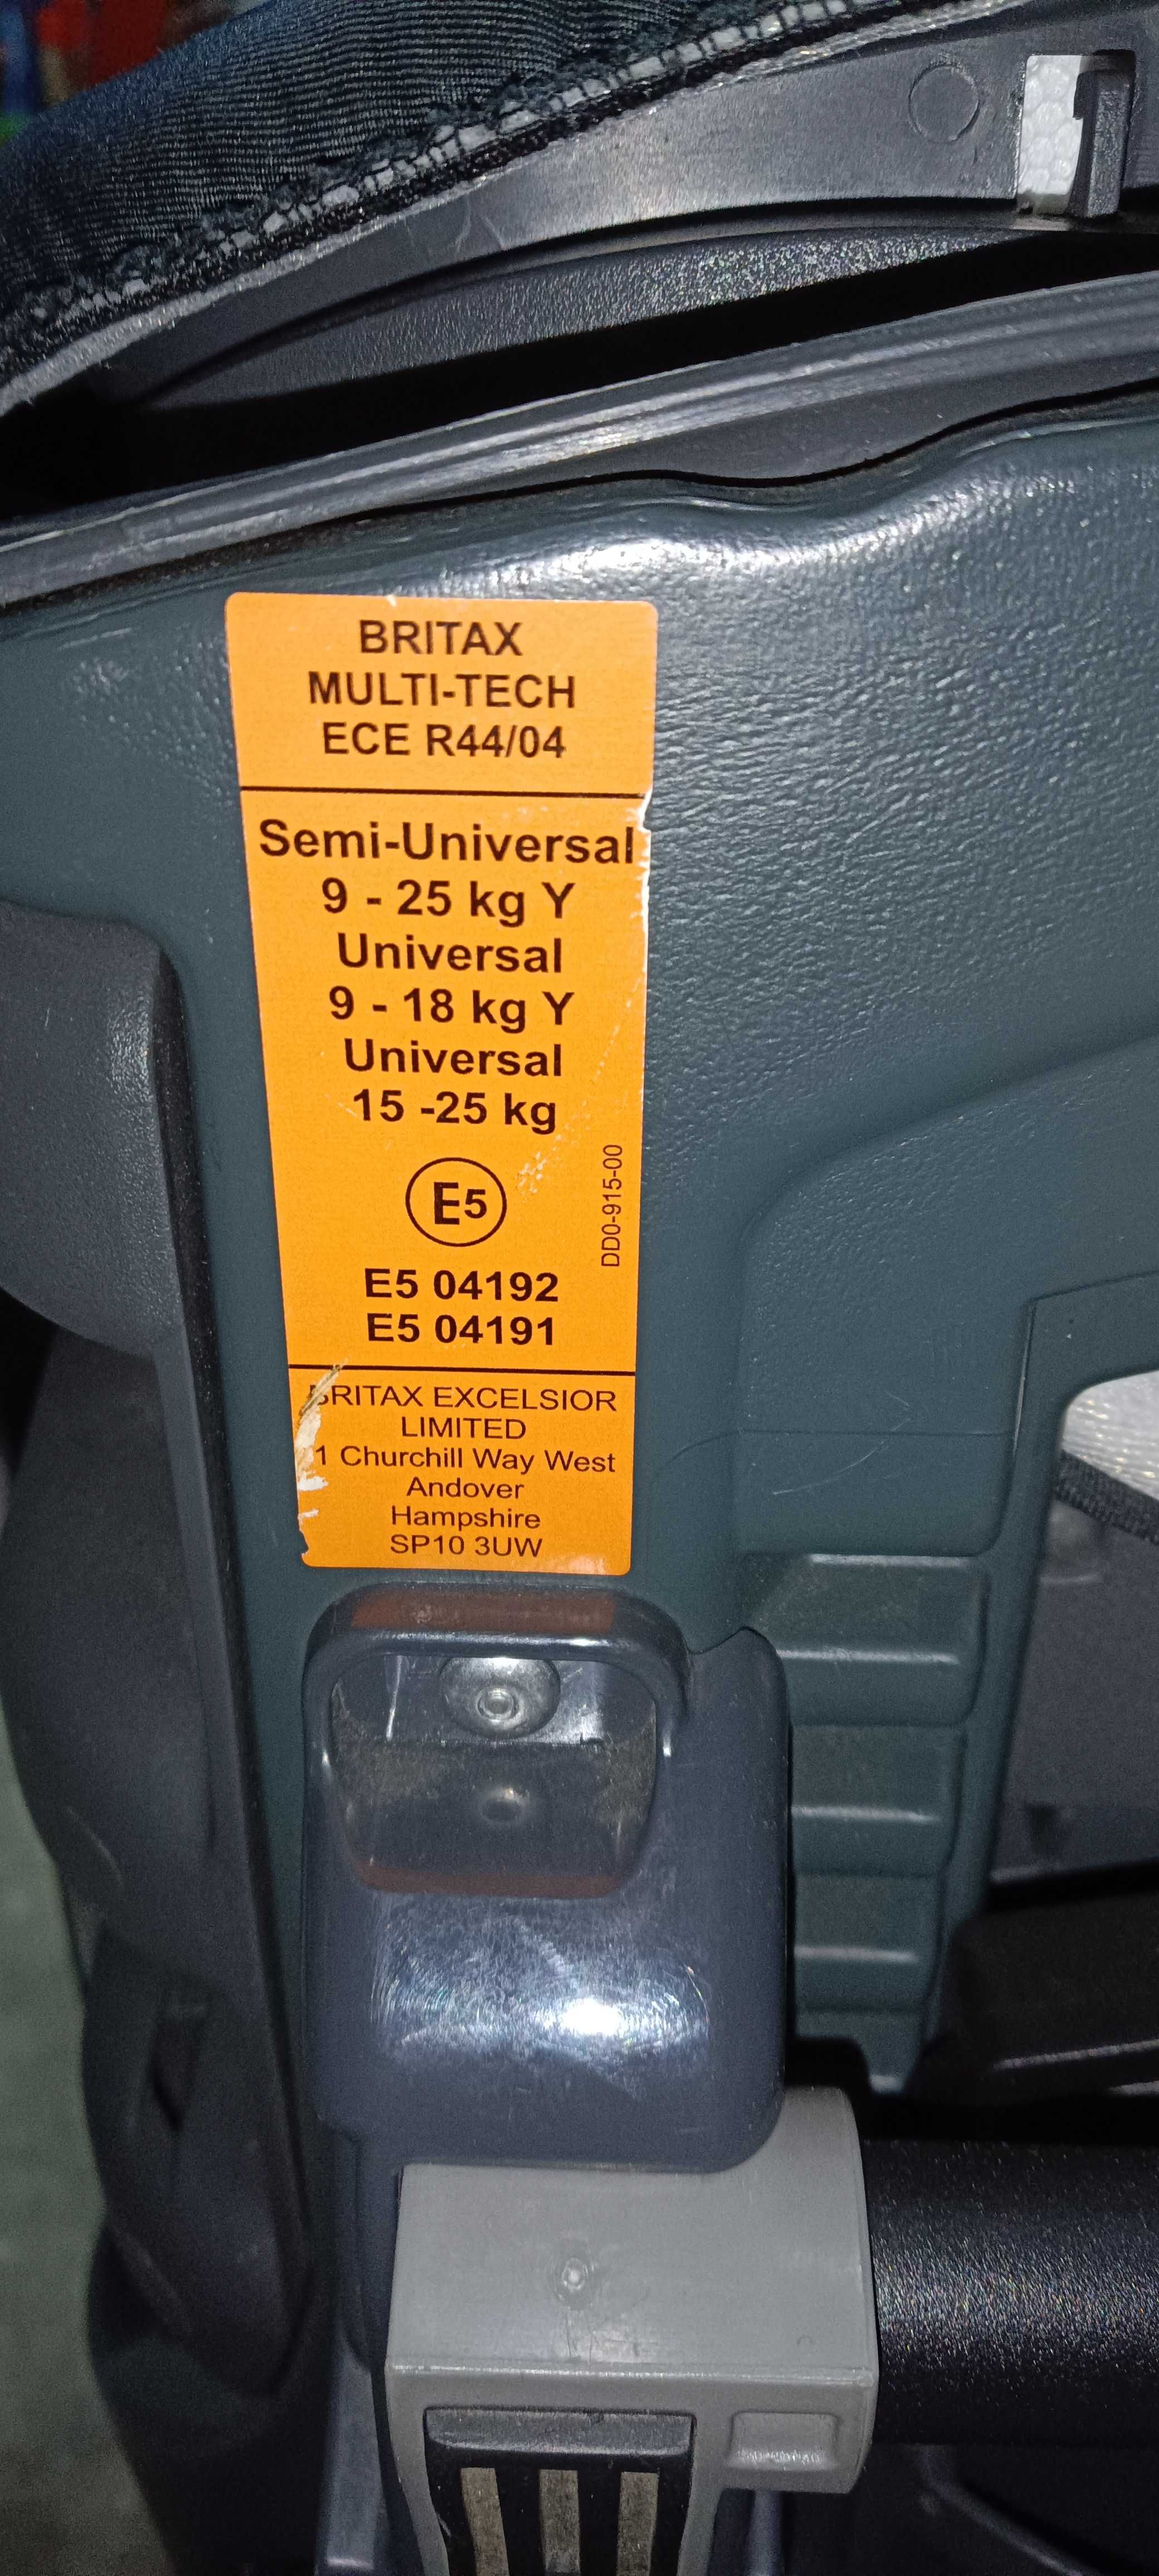 BRITAX
MULTI-TECH
ECE R44/04
Semi-Universal
9 - 25 kg Y
Universal
9 - 18 kg Y
Universal
15 -25 kg
E5
DD0-915-00
E5 04192
E5 04191
BRITAX EXCELSIOR
LIMITED
1 Churchill Way West
Andover
Hampshire
SP10 3UW